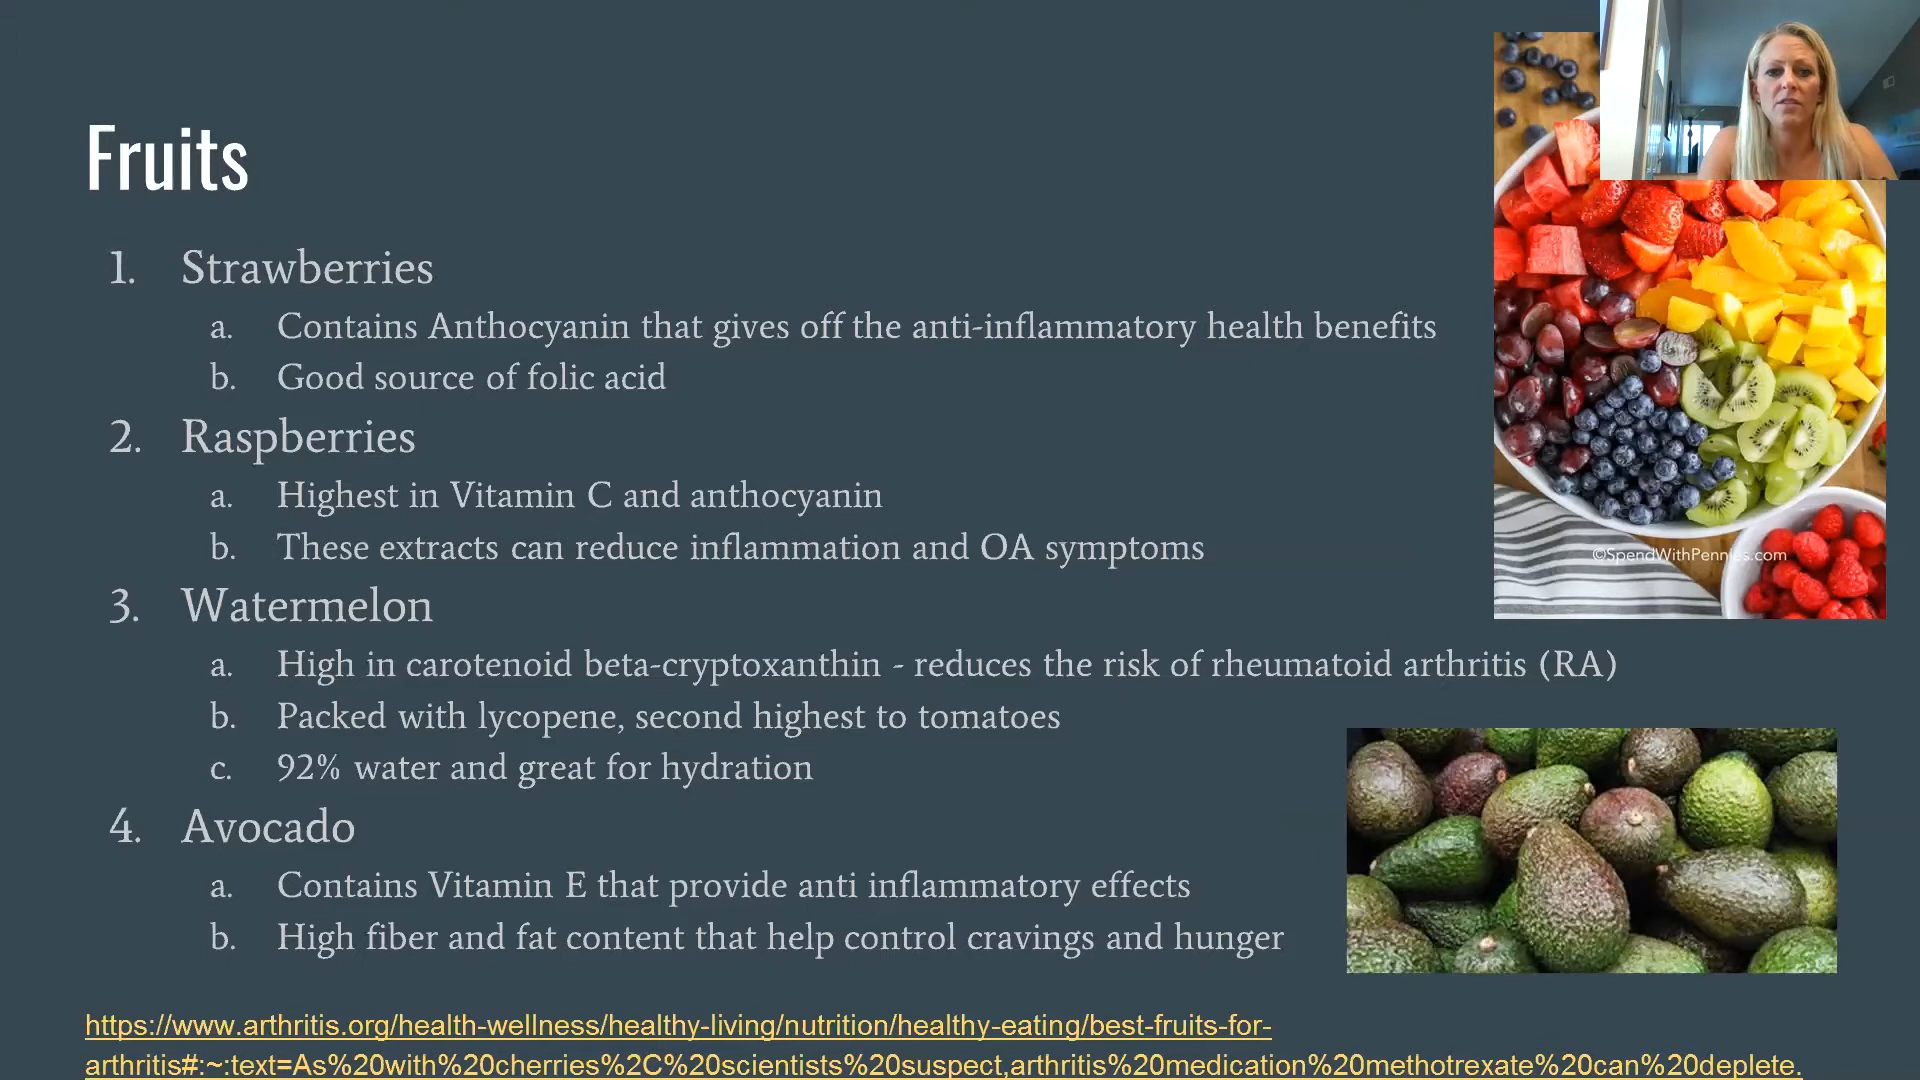 Fruits
1. Strawberries
a. Contains Anthocyanin that gives off the anti-inflammatory health benefits
b. Good source of folic acid
2. Raspberries
a. Highest in Vitamin C and anthocyanin
b. These extracts can reduce inflammation and OA symptoms
3. Watermelon
a. High in carotenoid beta-cryptoxanthin - reduces the risk of rheumatoid arthritis (RA)
b. Packed with lycopene, second highest to tomatoes
c. 92% water and great for hydration
4. Avocado
a. Contains Vitamin E that provide anti inflammatory effects
b. High fiber and fat content that help control cravings and hunger
©SpendWithPennies.com
https://www.arthritis.org/health-wellness/healthy-living/nutrition/healthy-eating/best-fruits-for-
arthritis#:~:text=As%20with%20cherries%2C%20scientists%20suspect,arthritis%20medication%20methotrexate%20can%20deplete.